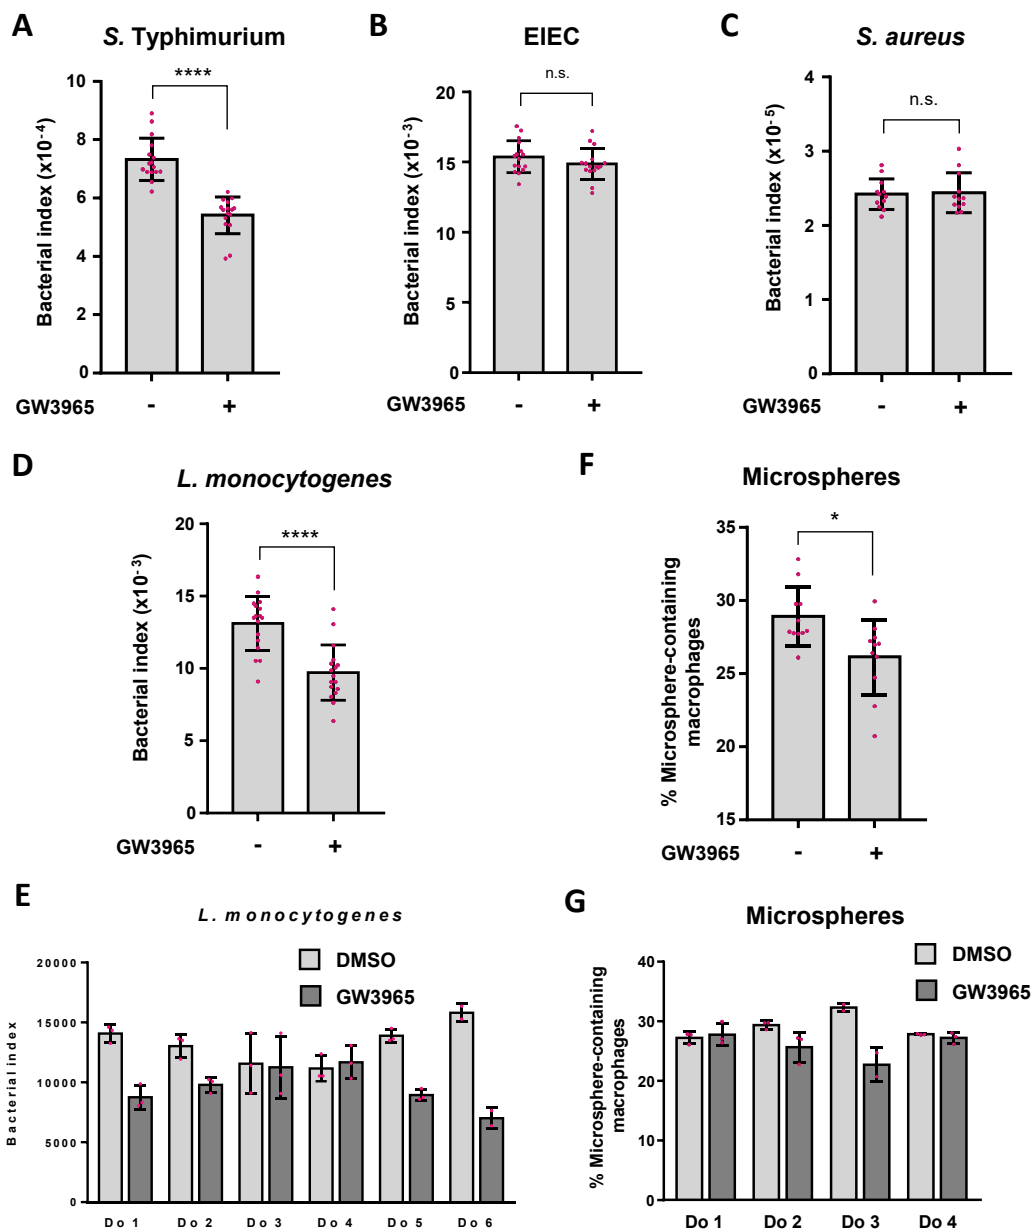 A
S. Typhimurium
****
10
8
6
4
2
0
Bacterial index (x10-4)
GW3965 - +
B
EIEC
n.s.
20
15
10
5
0
Bacterial index (x10-3)
GW3965 - +
C
S. aureus
n.s.
4
3
2
1
0
Bacterial index (x10-5)
GW3965 - +
D
L. monocytogenes
****
20
15
10
5
0
Bacterial index (x10-3)
GW3965 - +
F
Microspheres
*
35
30
25
20
15
% Microsphere-containing
macrophages
GW3965 - +
E
L. monocytogenes
DMSO
GW3965
20000
15000
10000
5000
0
Bacterial index
Do 1 Do 2 Do 3 Do 4 Do 5 Do 6
G
Microspheres
DMSO
GW3965
40
30
20
10
0
% Microsphere-containing
macrophages
Do 1 Do 2 Do 3 Do 4